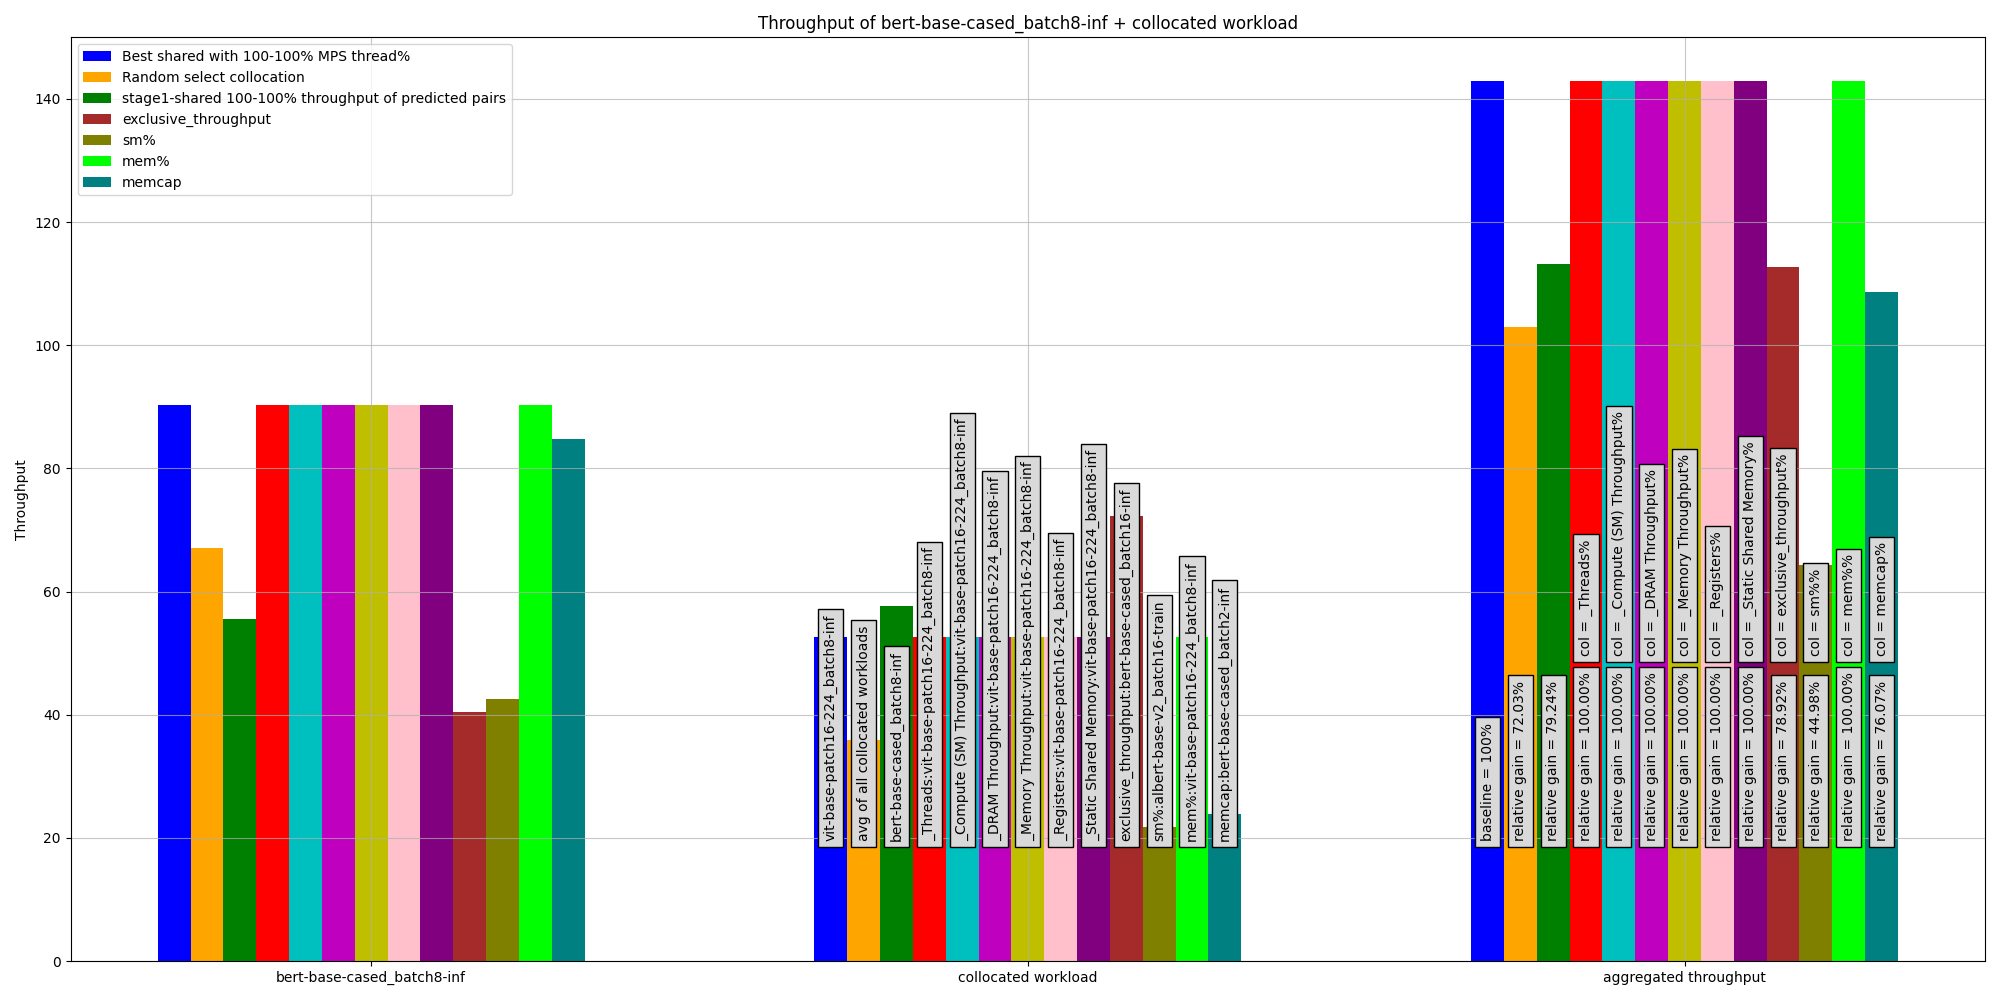 Throughput of bert-base-cased_batch8-inf + collocated workload
Best shared with 100-100% MPS thread%
Random select collocation
stage1-shared 100-100% throughput of predicted pairs
exclusive_throughput
sm%
mem%
memcap
Throughput
140
120
100
80
60
40
20
0
vit-base-patch16-224_batch8-inf
avg of all collocated workloads
bert-base-cased_batch8-inf
_Threads:vit-base-patch16-224_batch8-inf
_Compute (SM) Throughput:vit-base-patch16-224_batch8-inf
_DRAM Throughput:vit-base-patch16-224_batch8-inf
_Memory Throughput:vit-base-patch16-224_batch8-inf
_Registers:vit-base-patch16-224_batch8-inf
_Static Shared Memory:vit-base-patch16-224_batch8-inf
exclusive_throughput:bert-base-cased_batch16-inf
sm%:albert-base-v2_batch16-train
mem%:vit-base-patch16-224_batch8-inf
memcap:bert-base-cased_batch2-inf
col = _Threads%
col = _Compute (SM) Throughput%
col = _DRAM Throughput%
col = _Memory Throughput%
col = _Registers%
col = _Static Shared Memory%
col = exclusive_throughput%
col = sm%%
col = mem%%
col = memcap%
baseline = 100%
relative gain = 72.03%
relative gain = 79.24%
relative gain = 100.00%
relative gain = 100.00%
relative gain = 100.00%
relative gain = 100.00%
relative gain = 100.00%
relative gain = 100.00%
relative gain = 78.92%
relative gain = 44.98%
relative gain = 100.00%
relative gain = 76.07%
bert-base-cased_batch8-inf
collocated workload
aggregated throughput